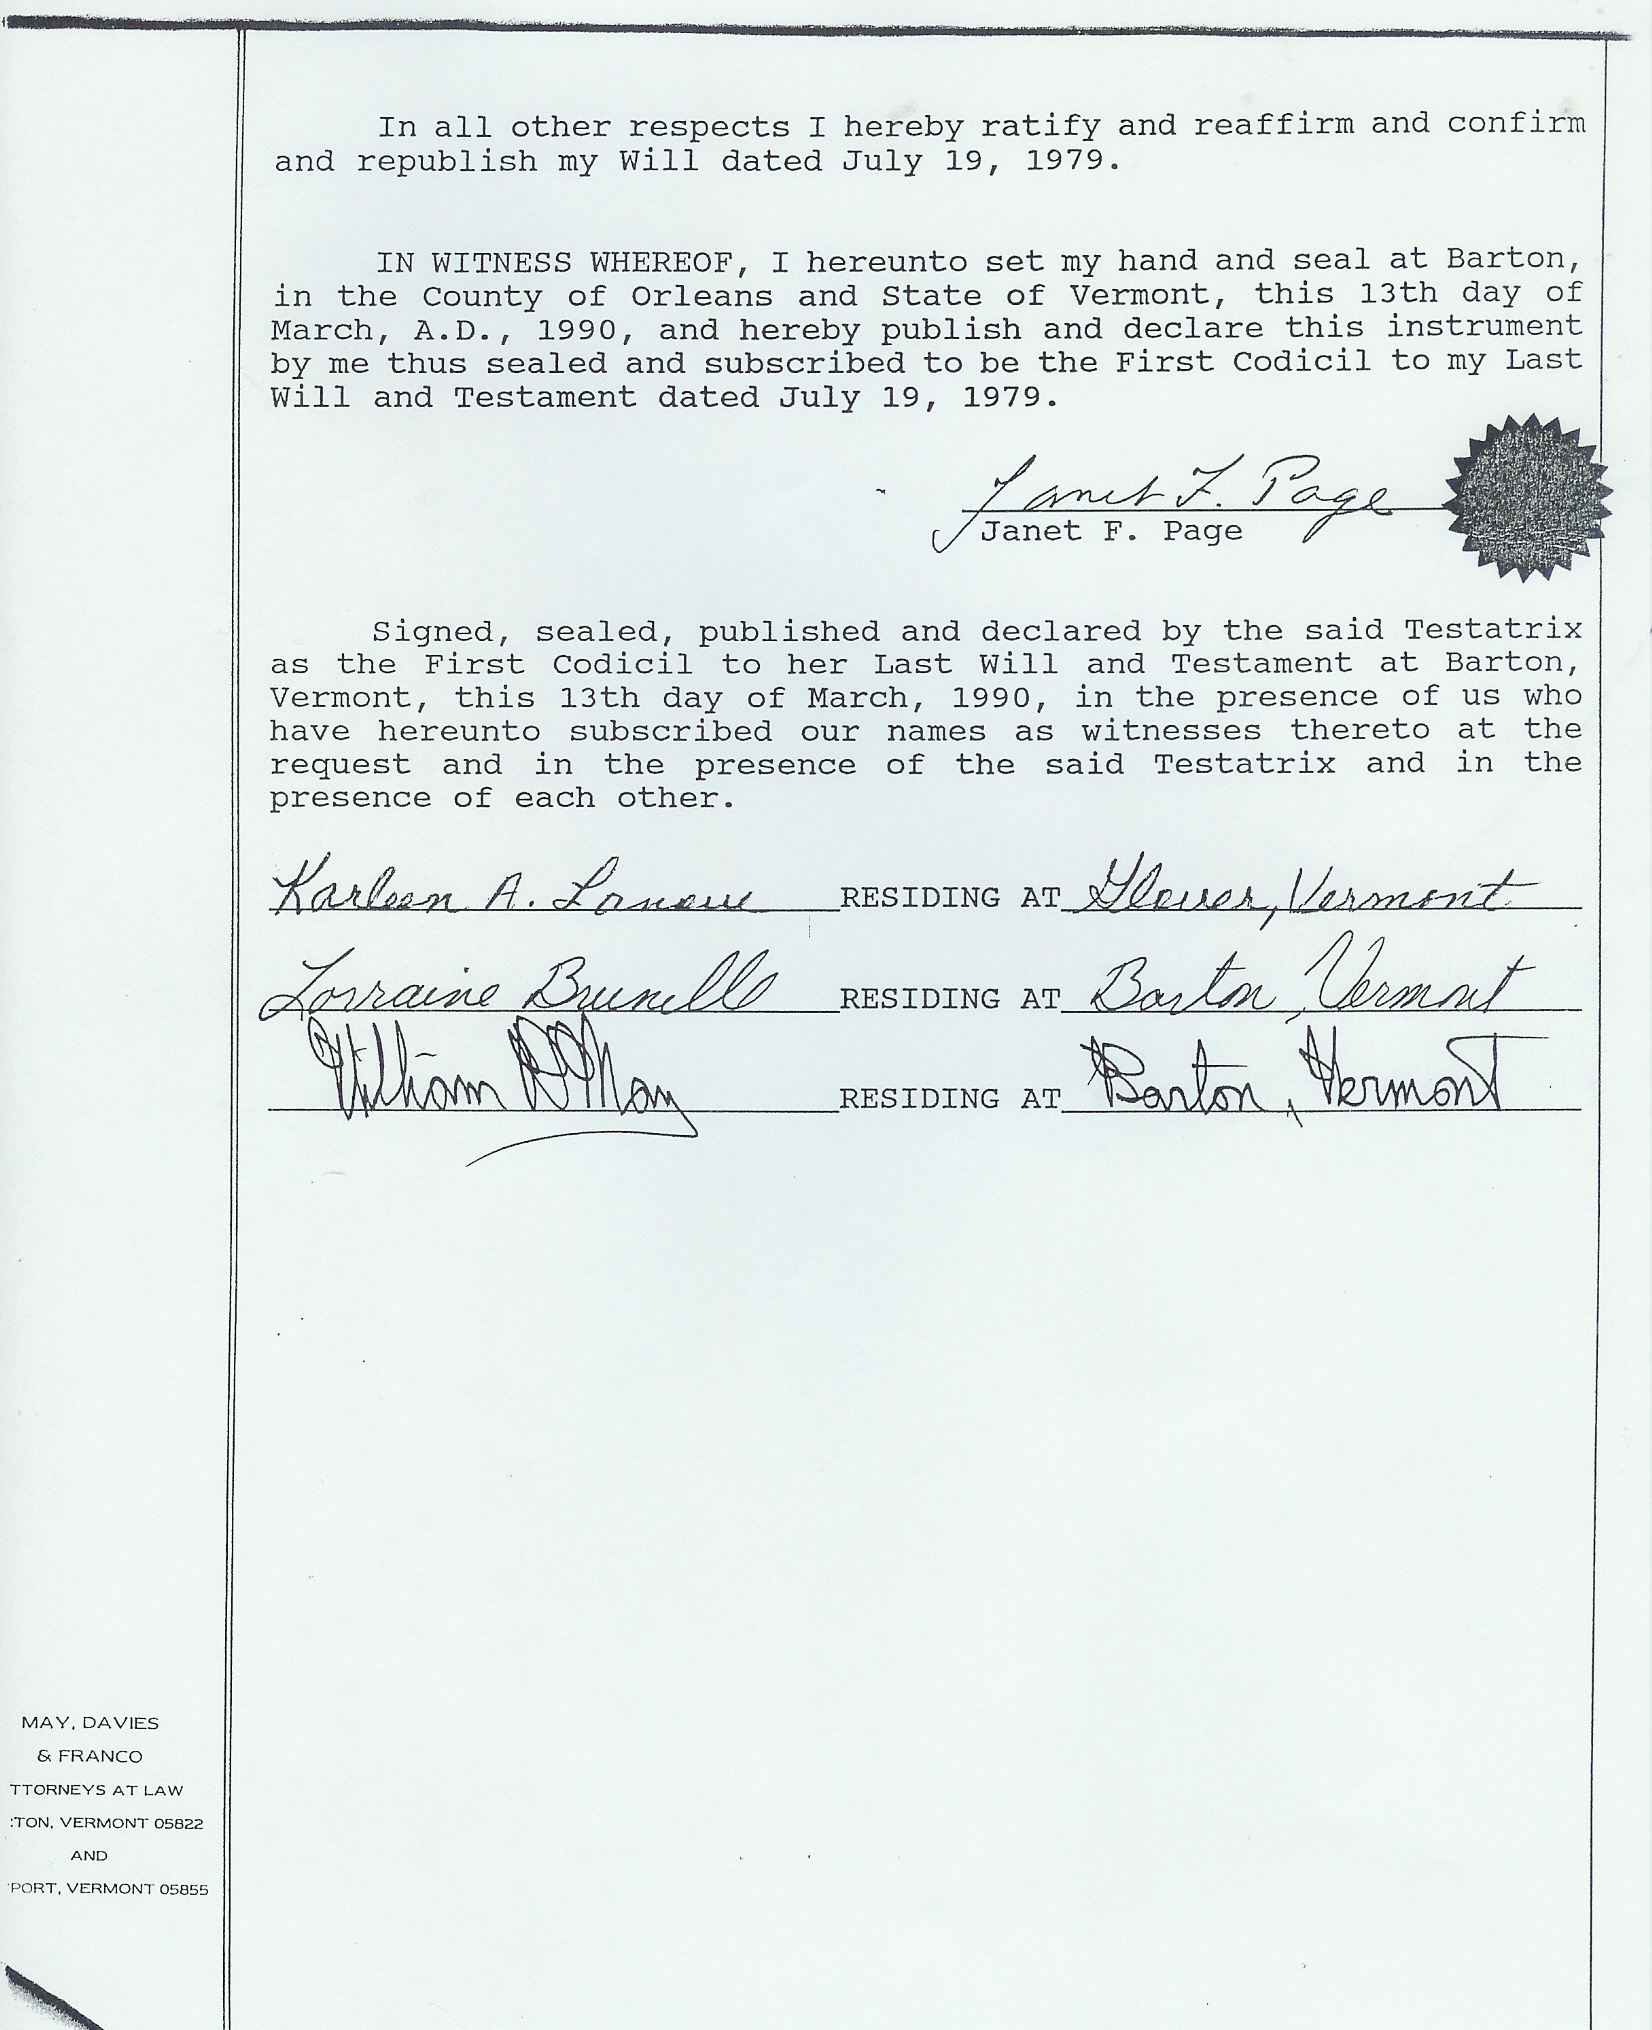 In all other respects I hereby ratify and reaffirm and confirm
and republish my Will dated July 19, 1979.
IN WITNESS WHEREOF, I hereunto set my hand and seal at Barton,
in the County of Orleans and State of Vermont, this 13th day of
March, A.D., 1990, and hereby publish and declare this instrument
by me thus sealed and subscribed to be the First Codicil to my Last
Will and Testament dated July 19, 1979.
Janet F. Page
Janet F. Page
Signed, sealed, published and declared by the said Testatrix
as the First Codicil to her Last Will and Testament at Barton,
Vermont, this 13th day of March, 1990, in the presence of us who
have hereunto subscribed our names as witnesses thereto at the
request and in the presence of the said Testatrix and in the
presence of each other.
Karleen A. RESIDING AT Glover, Vermont
Lorraine Brunelle RESIDING AT Barton, Vermont
William May RESIDING AT Barton, Vermont
MAY, DAVIES
& FRANCO
TTORNEYS AT LAW
TON, VERMONT 05822
AND
PORT, VERMONT 05855